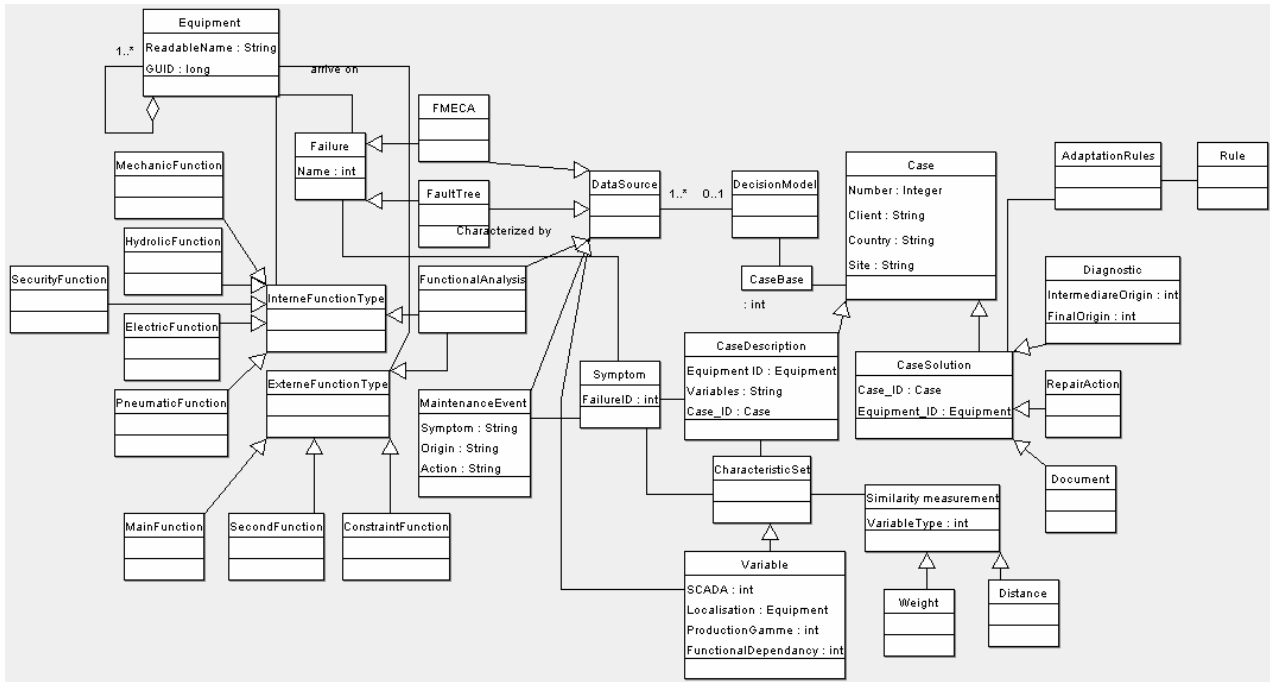 Equipment
ReadableName : String
GUID : long
1..*
arrive on
FMECA
Failure
Name : int
FaultTree
Characterized by
FunctionalAnalysis
DataSource
1..*
0..1
DecisionModel
CaseBase
: int
Case
Number : Integer
Client : String
Country : String
Site : String
AdaptationRules
Rule
MechanicFunction
HydrolicFunction
SecurityFunction
InterneFunctionType
ElectricFunction
PneumaticFunction
ExterneFunctionType
MainFunction
SecondFunction
ConstraintFunction
MaintenanceEvent
Symptom : String
Origin : String
Action : String
Symptom
FailureID : int
CaseDescription
Equipment ID : Equipment
Variables : String
Case_ID : Case
Diagnostic
IntermediareOrigin : int
FinalOrigin : int
CaseSolution
Case_ID : Case
Equipment_ID : Equipment
RepairAction
Document
CharacteristicSet
Similarity measurement
VariableType : int
Variable
SCADA : int
Localisation : Equipment
ProductionGamme : int
FunctionalDependancy : int
Weight
Distance